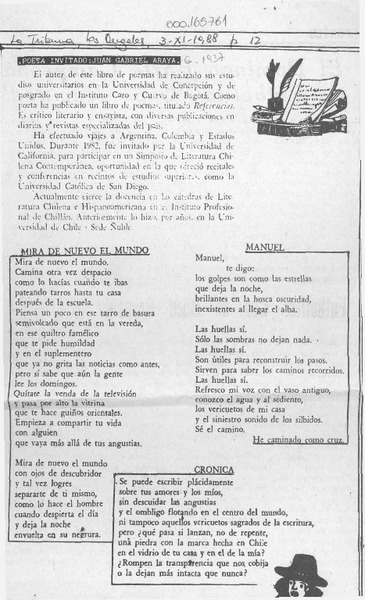 000.165761
La Tribuna, Los Angeles 3-XI-1988 p. 12
POETA INVITADO: JUAN GABRIEL ARAYA. G. 1937
El autor de este libro de poemas ha realizado sus estu-
dios universitarios en la Universidad de Concepción y de
posgrado en el Instituto Caro y Cuervo de Bogotá. Como
poeta ha publicado un libro de poemas, titulado Referencias.
Es crítico literario y ensayista, con diversas publicaciones en
diarios y revistas especializadas del país.
Ha efectuado viajes a Argentina, Colombia y Estados
Unidos. Durante 1982, fue invitado por la Universidad de
California, para participar en un Simposio de Literatura Chi-
lena Contemporánea, oportunidad en la que ofreció recitales
y conferencias en recintos de estudios superiores, como la
Universidad Católica de San Diego.
Actualmente ejerce la docencia en las cátedras de Lite-
ratura Chilena e Hispanoamericana en el Instituto Profesio-
nal de Chillán. Anteriormente lo hizo, por años, en la Uni-
versidad de Chile - Sede Ñuble.
MIRA DE NUEVO EL MUNDO
Mira de nuevo el mundo.
Camina otra vez despacio
como lo hacías cuando te ibas
pateando tarros hasta tu casa
después de la escuela.
Piensa un poco en ese tarro de basura
semivolcado que está en la vereda,
en ese quiltro famélico
que te pide humildad
y en el suplementero
que ya no grita las noticias como antes,
pero sí sabe que aún la gente
lee los domingos.
Quítate la venda de la televisión
y pasa por alto la vitrina
que te hace guiños orientales.
Empieza a compartir tu vida
con alguien
que vaya más allá de tus angustias.
Mira de nuevo el mundo
con ojos de descubridor
y tal vez logres
separarte de ti mismo,
como lo hace el hombre
cuando despierta el día
y deja la noche
envuelta en su negrura.
MANUEL
Manuel,
te digo:
los golpes son como las estrellas
que deja la noche,
brillantes en la hosca oscuridad,
inexistentes al llegar el alba.
Las huellas sí.
Sólo las sombras no dejan nada.
Las huellas sí.
Son útiles para reconstruir los pasos.
Sirven para saber los caminos recorridos.
Las huellas sí.
Refresco mi voz con el vaso antiguo,
conozco el agua y al sediento,
los vericuetos de mi casa
y el siniestro sonido de los silbidos.
Sé el camino.
He caminado como cruz.
CRONICA
Se puede escribir plácidamente
sobre tus amores y los míos,
sin descuidar las angustias
y el ombligo flotando en el centro del mundo,
ni tampoco aquellos vericuetos sagrados de la escritura,
pero ¿qué pasa si lanzan, no de repente,
una piedra con marca hecha en Chile
en el vidrio de tu casa y en el de la mía?
¿Rompen la transparencia que nos cobija
o la dejan más intacta que nunca?